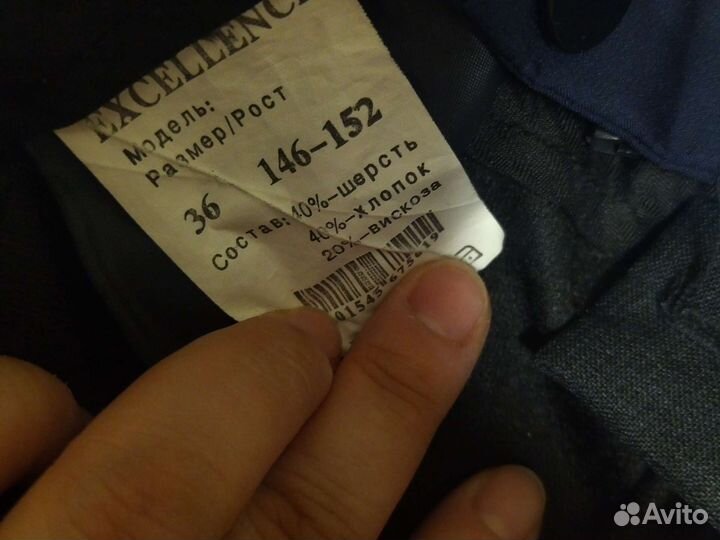 EXCELLENCE
Модель:
Размер/Рост
36 146-152
Состав: 40%-шерсть
40%-хлопок
20%-вискоза
Avito